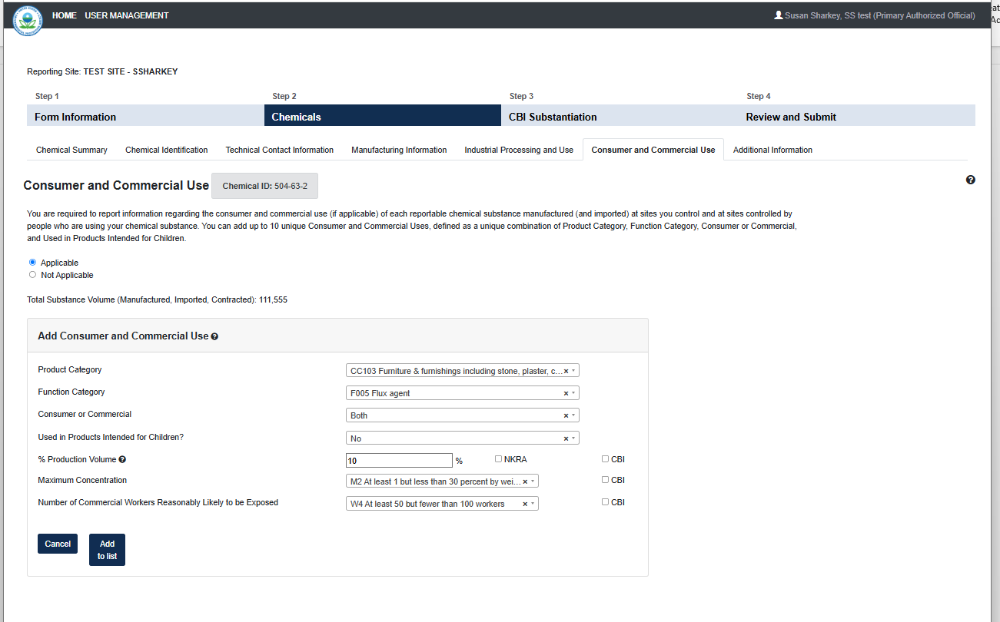 HOME USER MANAGEMENT
Susan Sharkey, SS test (Primary Authorized Official)
Reporting Site: TEST SITE - SSHARKEY
Step 1 Step 2 Step 3 Step 4
Form Information Chemicals CBI Substantiation Review and Submit
Chemical Summary Chemical Identification Technical Contact Information Manufacturing Information Industrial Processing and Use Consumer and Commercial Use Additional Information
Consumer and Commercial Use Chemical ID: 504-63-2
You are required to report information regarding the consumer and commercial use (if applicable) of each reportable chemical substance manufactured (and imported) at sites you control and at sites controlled by
people who are using your chemical substance. You can add up to 10 unique Consumer and Commercial Uses, defined as a unique combination of Product Category, Function Category, Consumer or Commercial,
and Used in Products Intended for Children.
Applicable
Not Applicable
Total Substance Volume (Manufactured, Imported, Contracted): 111,555
Add Consumer and Commercial Use
Product Category CC103 Furniture & furnishings including stone, plaster, c...
Function Category F005 Flux agent
Consumer or Commercial Both
Used in Products Intended for Children? No
% Production Volume 10 % NKRA CBI
Maximum Concentration M2 At least 1 but less than 30 percent by wei... CBI
Number of Commercial Workers Reasonably Likely to be Exposed W4 At least 50 but fewer than 100 workers CBI
Cancel Add
to list